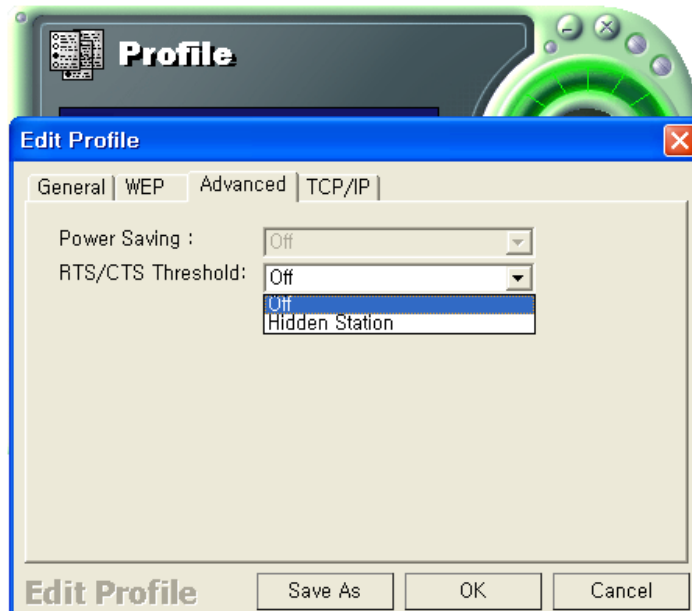 Profile
Edit Profile
General WEP Advanced TCP/IP
Power Saving : Off
RTS/CTS Threshold: Off
Off
Hidden Station
Edit Profile Save As OK Cancel